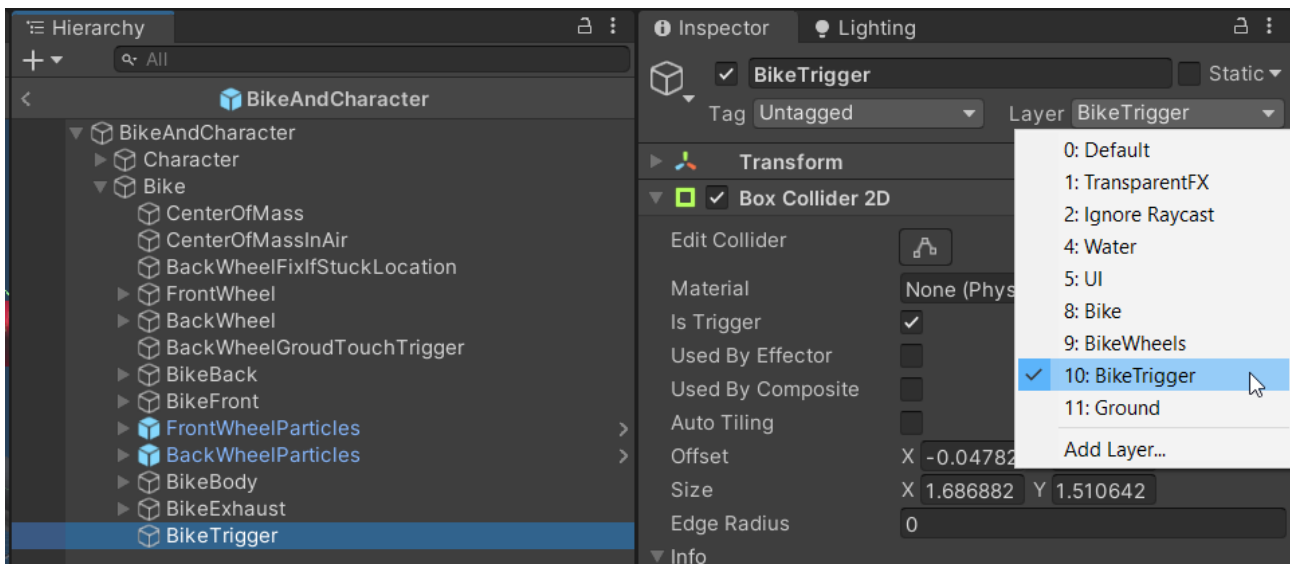 Hierarchy
All
BikeAndCharacter
BikeAndCharacter
Character
Bike
CenterOfMass
CenterOfMassInAir
BackWheelFixIfStuckLocation
FrontWheel
BackWheel
BackWheelGroudTouchTrigger
BikeBack
BikeFront
FrontWheelParticles
BackWheelParticles
BikeBody
BikeExhaust
BikeTrigger
Inspector Lighting
BikeTrigger Static
Tag Untagged Layer BikeTrigger
Transform
Box Collider 2D
Edit Collider
Material None (Phys
Is Trigger
Used By Effector
Used By Composite
Auto Tiling
Offset X -0.04782
Size X 1.686882 Y 1.510642
Edge Radius 0
Info
0: Default
1: TransparentFX
2: Ignore Raycast
4: Water
5: UI
8: Bike
9: BikeWheels
10: BikeTrigger
11: Ground
Add Layer...